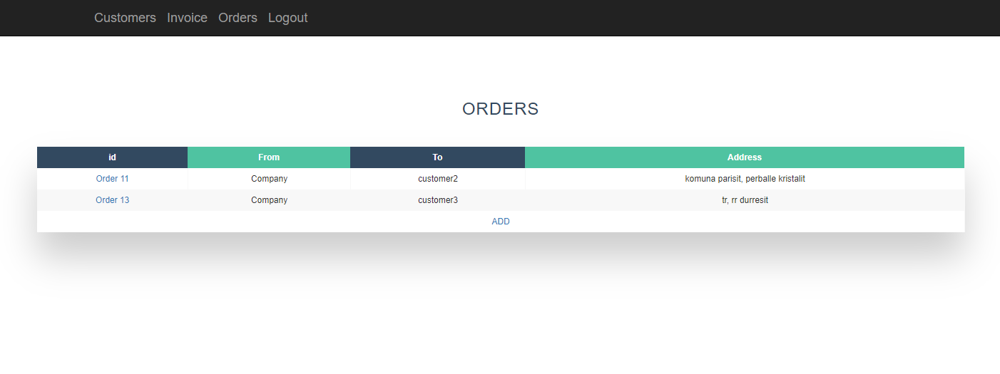 Customers Invoice Orders Logout
ORDERS
id From To Address
Order 11 Company customer2 komuna parisit, perballe kristalit
Order 13 Company customer3 tr, rr durresit
ADD